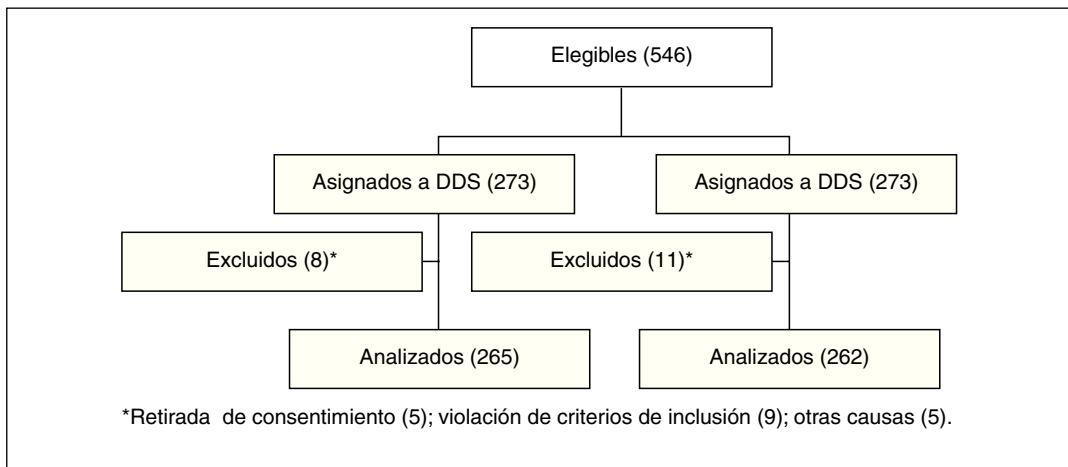 Elegibles (546)
Asignados a DDS (273)
Asignados a DDS (273)
Excluidos (8)*
Excluidos (11)*
Analizados (265)
Analizados (262)
*Retirada de consentimiento (5); violación de criterios de inclusión (9); otras causas (5).